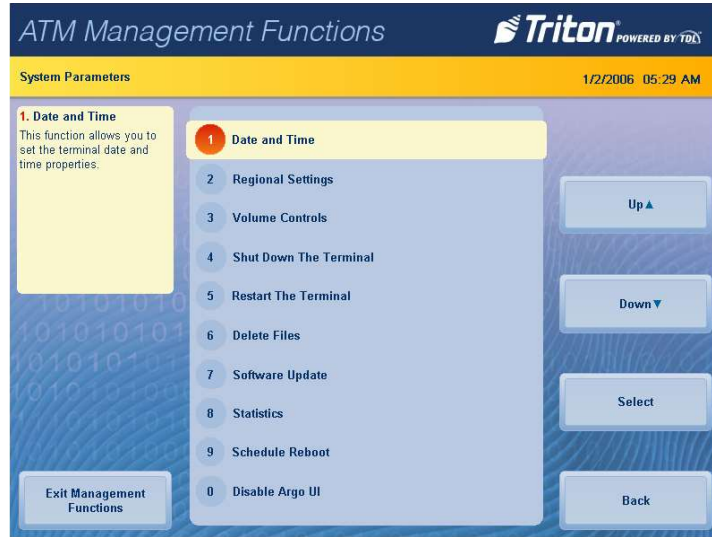 ATM Management Functions
Triton POWERED BY TDL
System Parameters
1/2/2006 05:29 AM
1. Date and Time
This function allows you to
set the terminal date and
time properties.
1 Date and Time
2 Regional Settings
3 Volume Controls
4 Shut Down The Terminal
5 Restart The Terminal
6 Delete Files
7 Software Update
8 Statistics
9 Schedule Reboot
0 Disable Argo UI
Up▲
Down▼
Select
Back
Exit Management
Functions